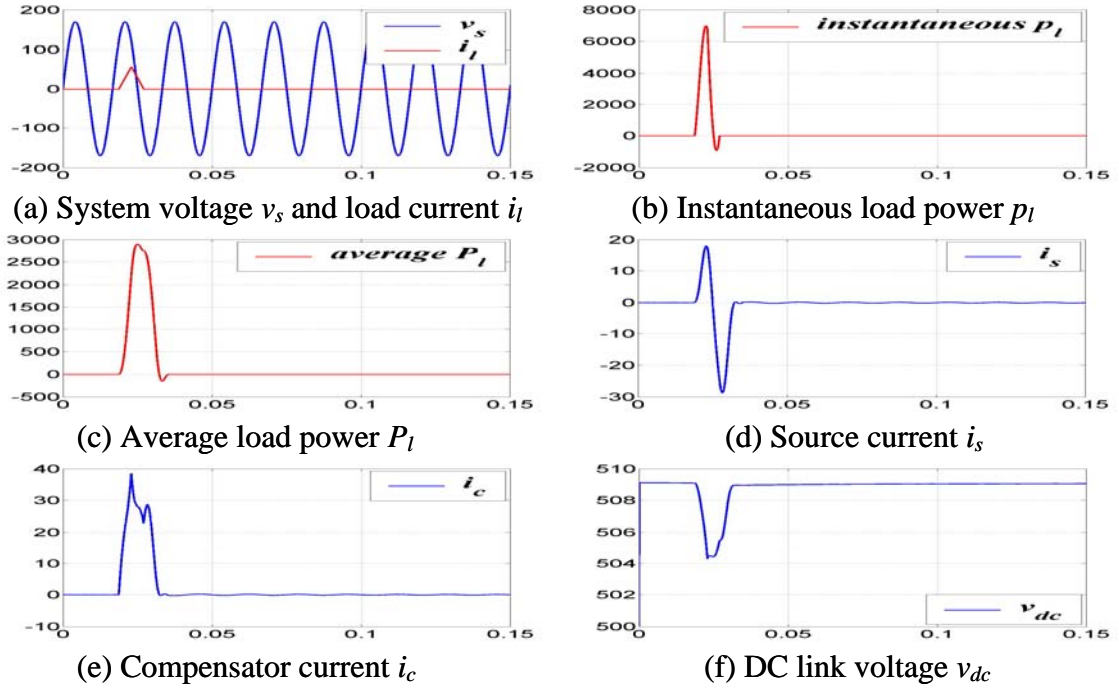 200
100
0
-100
-200
v_s
i_l
0 0.05 0.1 0.15
(a) System voltage v_s and load current i_l
8000
6000
4000
2000
0
-2000
instantaneous p_l
0 0.05 0.1 0.15
(b) Instantaneous load power p_l
3000
2500
2000
1500
1000
500
0
-500
average P_l
0 0.05 0.1 0.15
(c) Average load power P_l
20
10
0
-10
-20
-30
i_s
0 0.05 0.1 0.15
(d) Source current i_s
40
30
20
10
0
-10
i_c
0 0.05 0.1 0.15
(e) Compensator current i_c
510
508
506
504
502
500
v_dc
0 0.05 0.1 0.15
(f) DC link voltage v_dc